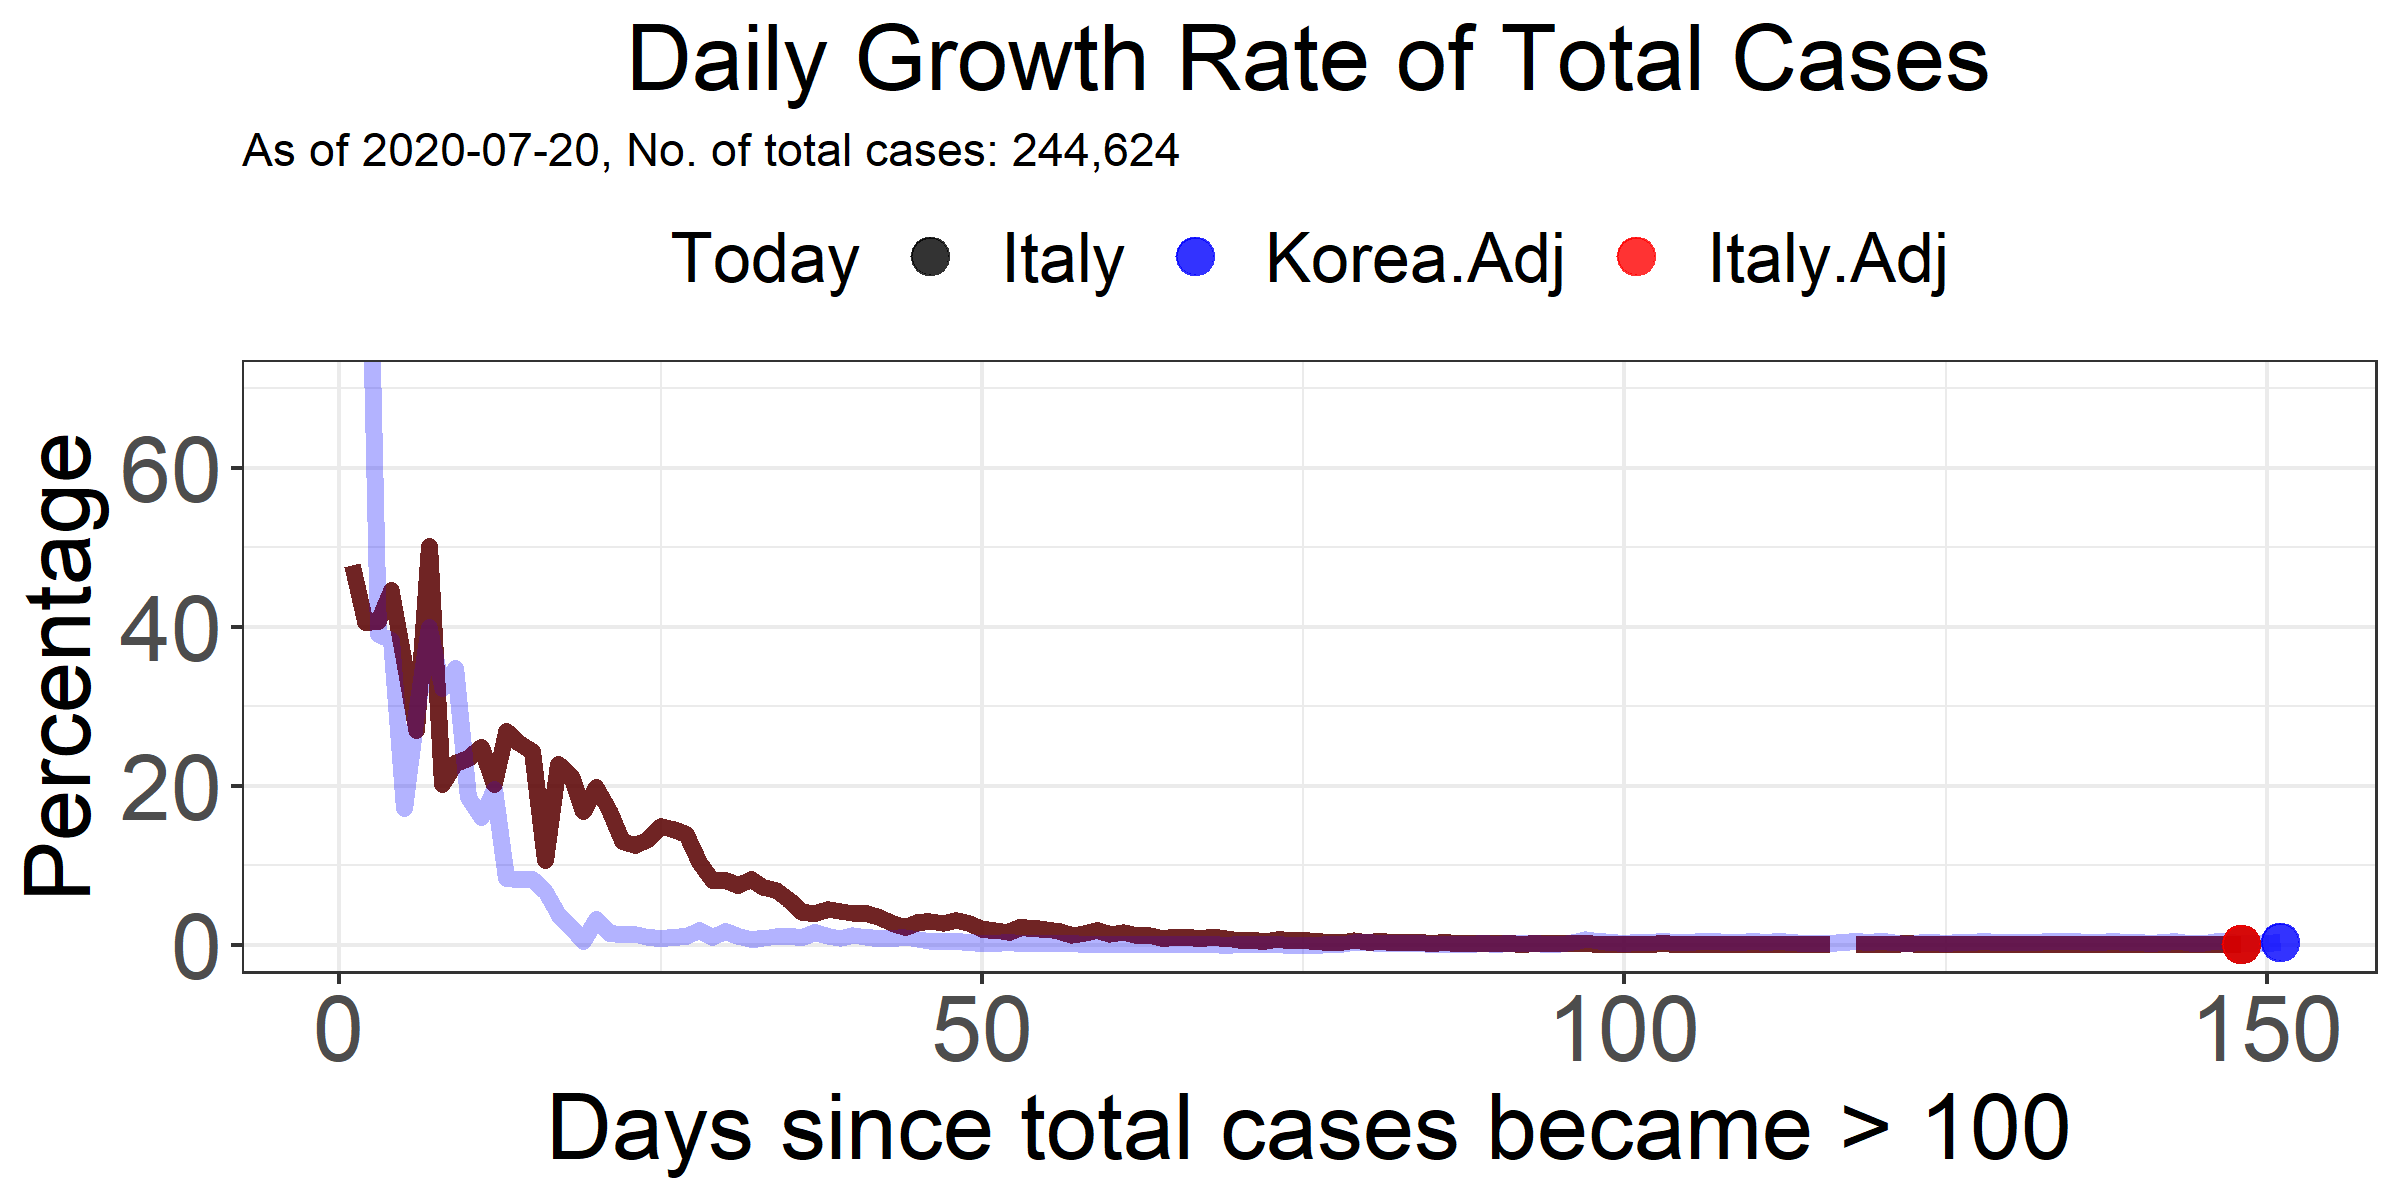 Daily Growth Rate of Total Cases
As of 2020-07-20, No. of total cases: 244,624
Today Italy Korea.Adj Italy.Adj
Percentage
60
40
20
0
0 50 100 150
Days since total cases became > 100